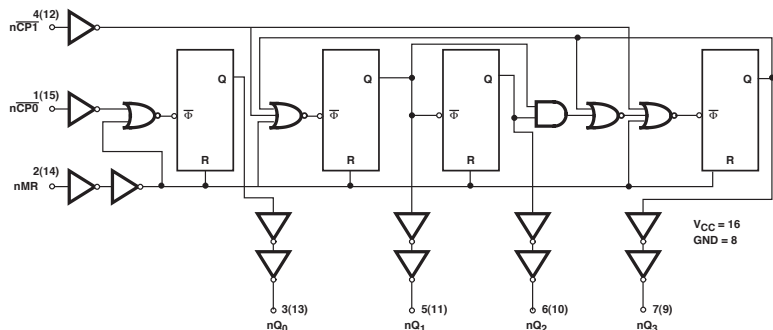 4(12)
nCP1
1(15)
nCP0
2(14)
nMR
Q
Φ
R
Q
Φ
R
Q
Φ
R
Q
Φ
R
VCC = 16
GND = 8
3(13)
nQ0
5(11)
nQ1
6(10)
nQ2
7(9)
nQ3